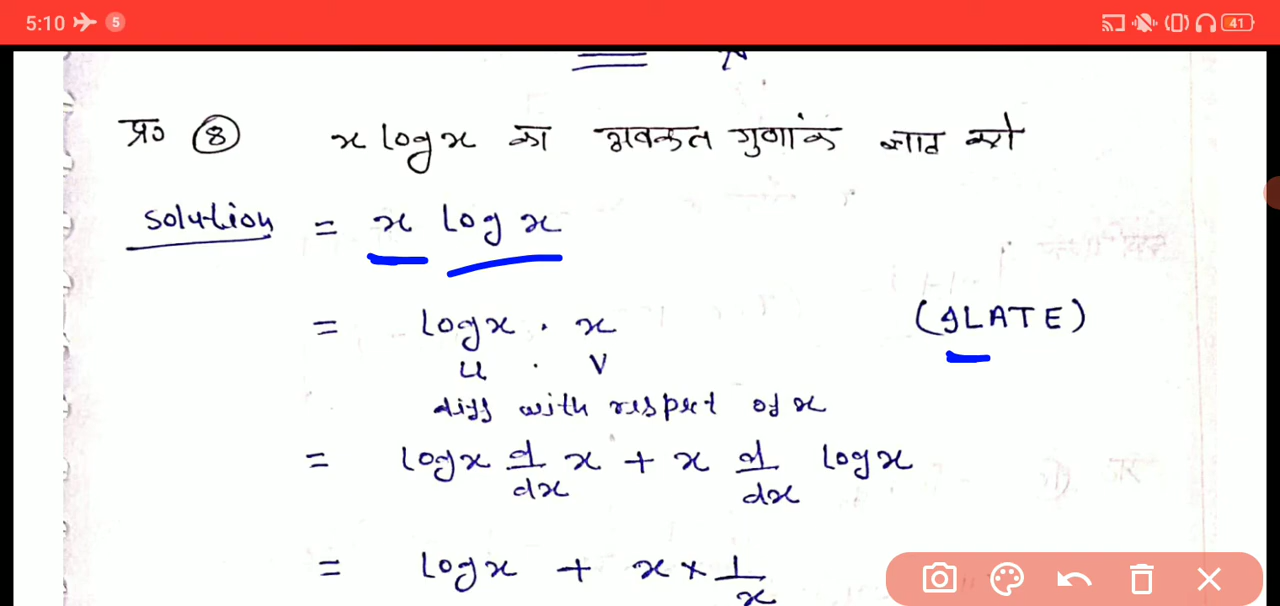 5:10 5 41
प्र० ⑧ x log x का अवकल गुणांक ज्ञात करो
Solution = x log x
= log x · x (ILATE)
u · v
diff with respect of x
= log x d/dx x + x d/dx log x
= log x + x × 1/x